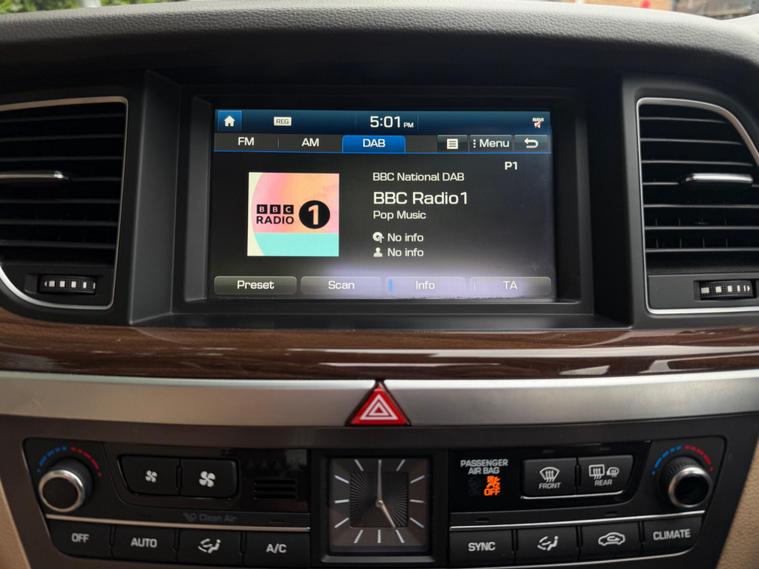 REG 5:01 PM NAVI
FM AM DAB Menu
P1
BBC National DAB
BBC Radio1
Pop Music
BBC
RADIO 1
No info
No info
Preset Scan Info TA
PASSENGER
AIR BAG
OFF
FRONT
REAR
Clean Air
OFF AUTO A/C SYNC CLIMATE